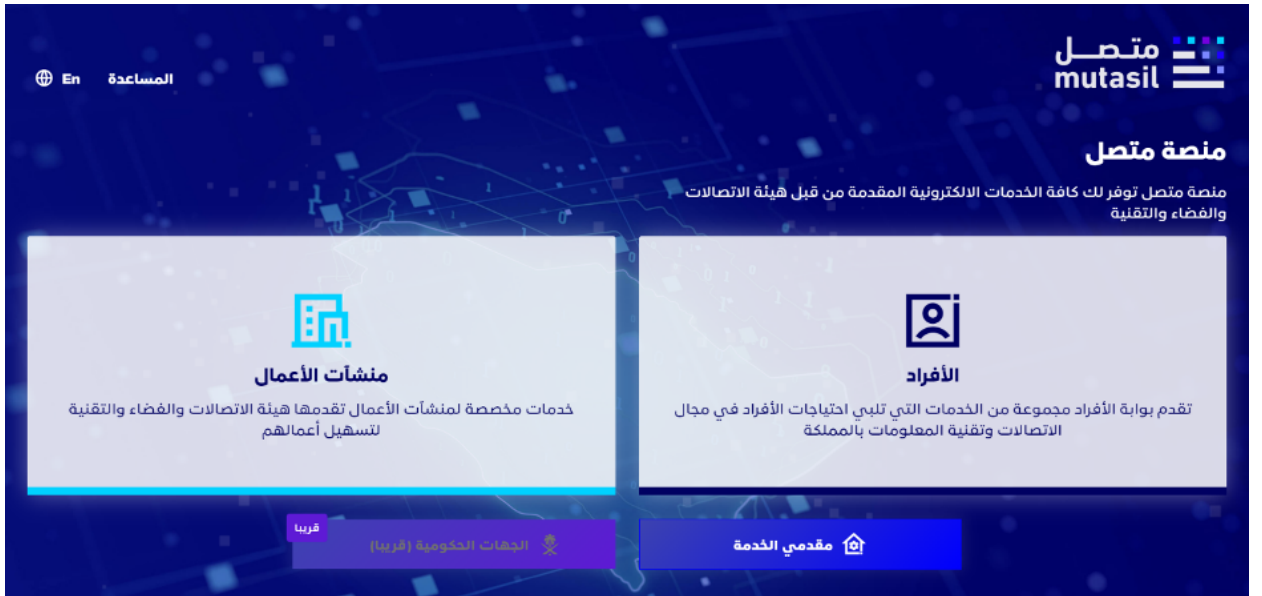 متصل
mutasil
المساعدة
En
منصة متصل
منصة متصل توفر لك كافة الخدمات الالكترونية المقدمة من قبل هيئة الاتصالات
والفضاء والتقنية
الأفراد
تقدم بوابة الأفراد مجموعة من الخدمات التي تلبي احتياجات الأفراد في مجال
الاتصالات وتقنية المعلومات بالمملكة
منشآت الأعمال
خدمات مخصصة لمنشآت الأعمال تقدمها هيئة الاتصالات والفضاء والتقنية
لتسهيل أعمالهم
مقدمي الخدمة
قريبا
الجهات الحكومية (قريبا)